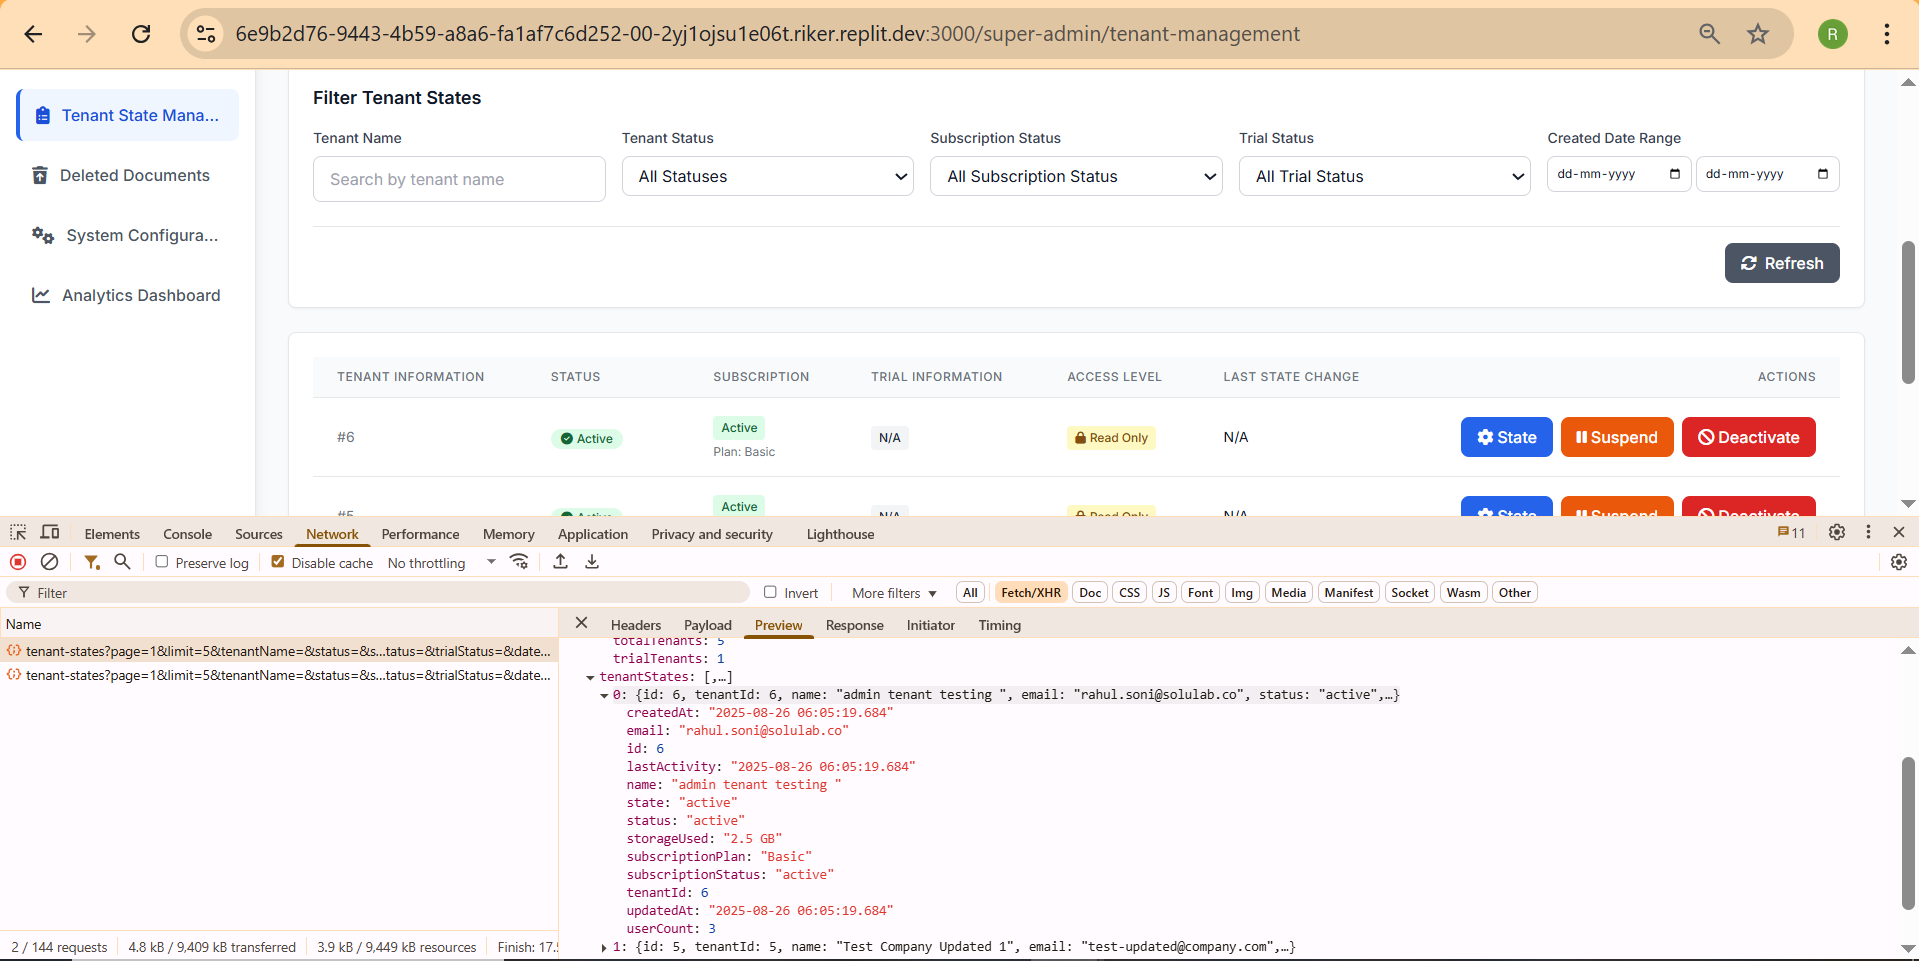 6e9b2d76-9443-4b59-a8a6-fa1af7c6d252-00-2yj1ojsu1e06t.riker.replit.dev:3000/super-admin/tenant-management
R
Tenant State Mana...
Deleted Documents
System Configura...
Analytics Dashboard
Filter Tenant States
Tenant Name
Tenant Status
Subscription Status
Trial Status
Created Date Range
Search by tenant name
All Statuses
All Subscription Status
All Trial Status
dd-mm-yyyy
dd-mm-yyyy
Refresh
TENANT INFORMATION STATUS SUBSCRIPTION TRIAL INFORMATION ACCESS LEVEL LAST STATE CHANGE ACTIONS
#6 Active Active N/A Read Only N/A State Suspend Deactivate
Plan: Basic
#5 Active Active N/A Read Only N/A State Suspend Deactivate
Elements Console Sources Network Performance Memory Application Privacy and security Lighthouse 11
Preserve log Disable cache No throttling
Filter Invert More filters All Fetch/XHR Doc CSS JS Font Img Media Manifest Socket Wasm Other
Name
tenant-states?page=1&limit=5&tenantName=&status=&s...tatus=&trialStatus=&date...
tenant-states?page=1&limit=5&tenantName=&status=&s...tatus=&trialStatus=&date...
Headers Payload Preview Response Initiator Timing
totalTenants: 5
trialTenants: 1
tenantStates: [,…]
0: {id: 6, tenantId: 6, name: "admin tenant testing ", email: "rahul.soni@solulab.co", status: "active",…}
createdAt: "2025-08-26 06:05:19.684"
email: "rahul.soni@solulab.co"
id: 6
lastActivity: "2025-08-26 06:05:19.684"
name: "admin tenant testing "
state: "active"
status: "active"
storageUsed: "2.5 GB"
subscriptionPlan: "Basic"
subscriptionStatus: "active"
tenantId: 6
updatedAt: "2025-08-26 06:05:19.684"
userCount: 3
1: {id: 5, tenantId: 5, name: "Test Company Updated 1", email: "test-updated@company.com",…}
2 / 144 requests 4.8 kB / 9,409 kB transferred 3.9 kB / 9,449 kB resources Finish: 17.